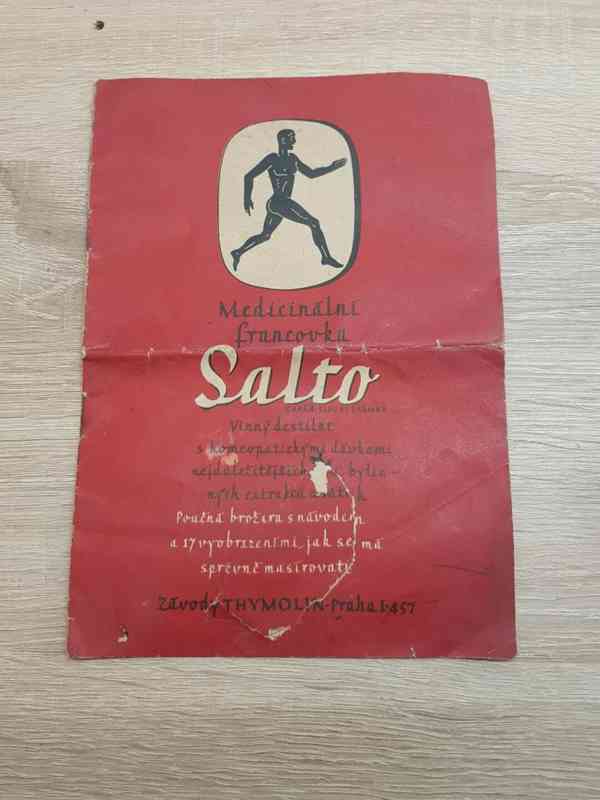 Medicinální
francovka
Salto
Vinný destilát
s homeopatickými dávkami
nejdůležitějších bylin-
ných extraktů a látek
Poučná brožura s návodem
a 17 vyobrazeními, jak se má
správně masírovati
Závody THYMOLIN-Praha I-457